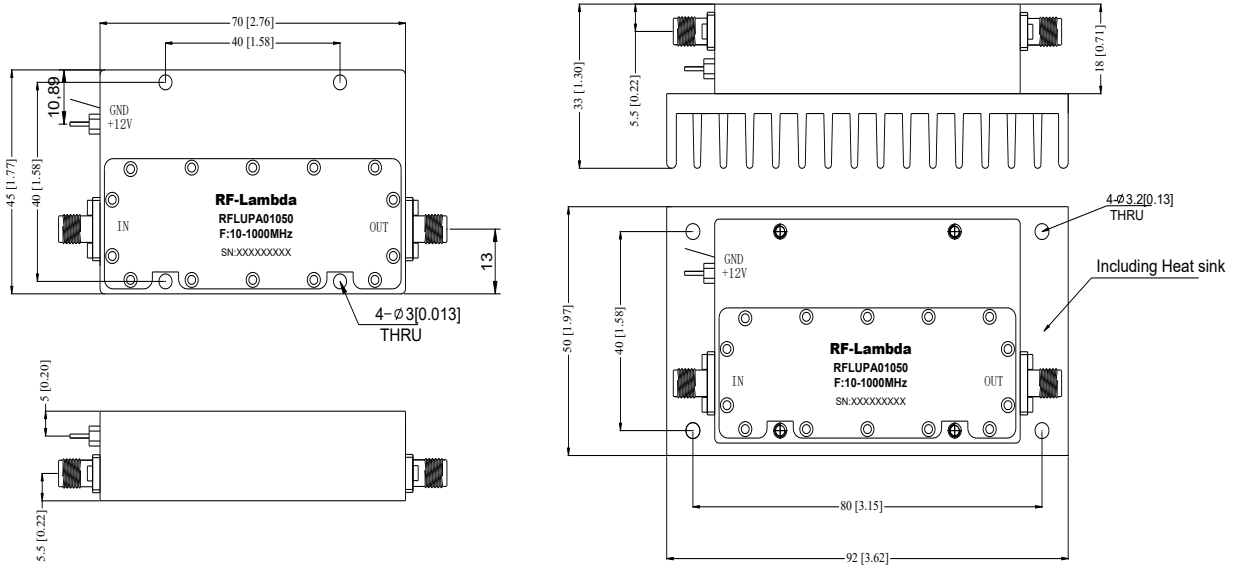 70 [2.76]
40 [1.58]
45 [1.77]
40 [1.58]
10,89
GND
+12V
RF-Lambda
RFLUPA01050
F:10-1000MHz
SN:XXXXXXXXX
IN
OUT
13
4-Ø3[0.013]
THRU
5 [0.20]
5.5 [0.22]
33 [1.30]
5.5 [0.22]
18 [0.71]
4-Ø3.2[0.13]
THRU
Including Heat sink
50 [1.97]
40 [1.58]
GND
+12V
RF-Lambda
RFLUPA01050
F:10-1000MHz
SN:XXXXXXXXX
IN
OUT
80 [3.15]
92 [3.62]